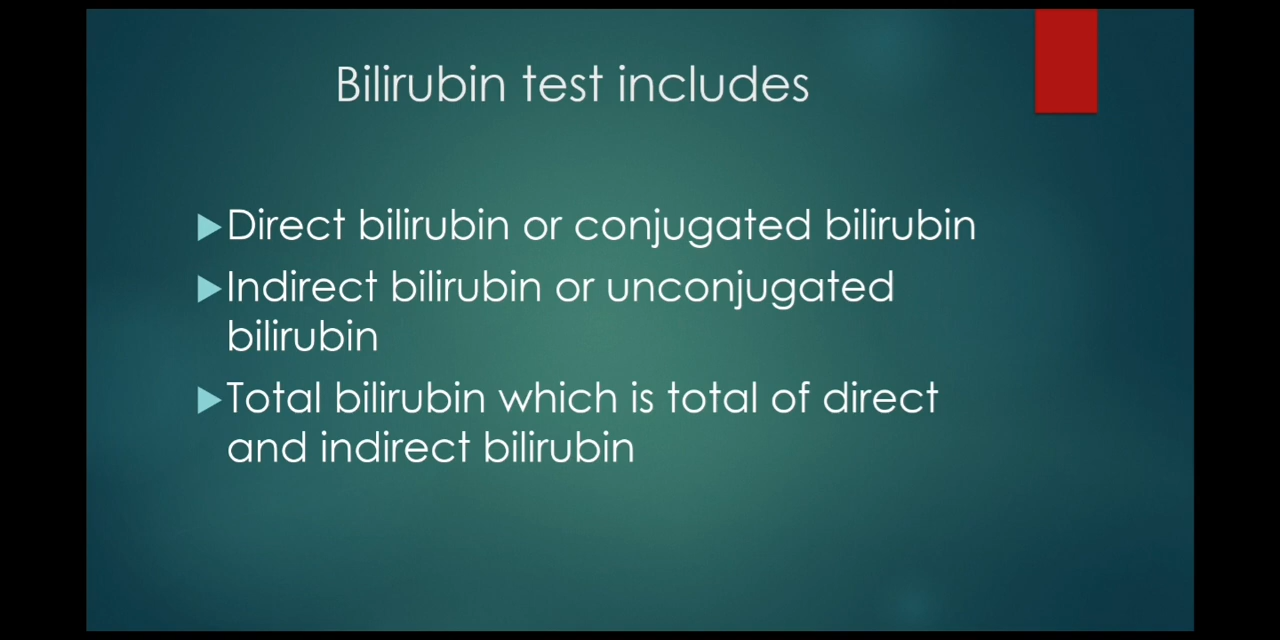 Bilirubin test includes
Direct bilirubin or conjugated bilirubin
Indirect bilirubin or unconjugated
bilirubin
Total bilirubin which is total of direct
and indirect bilirubin